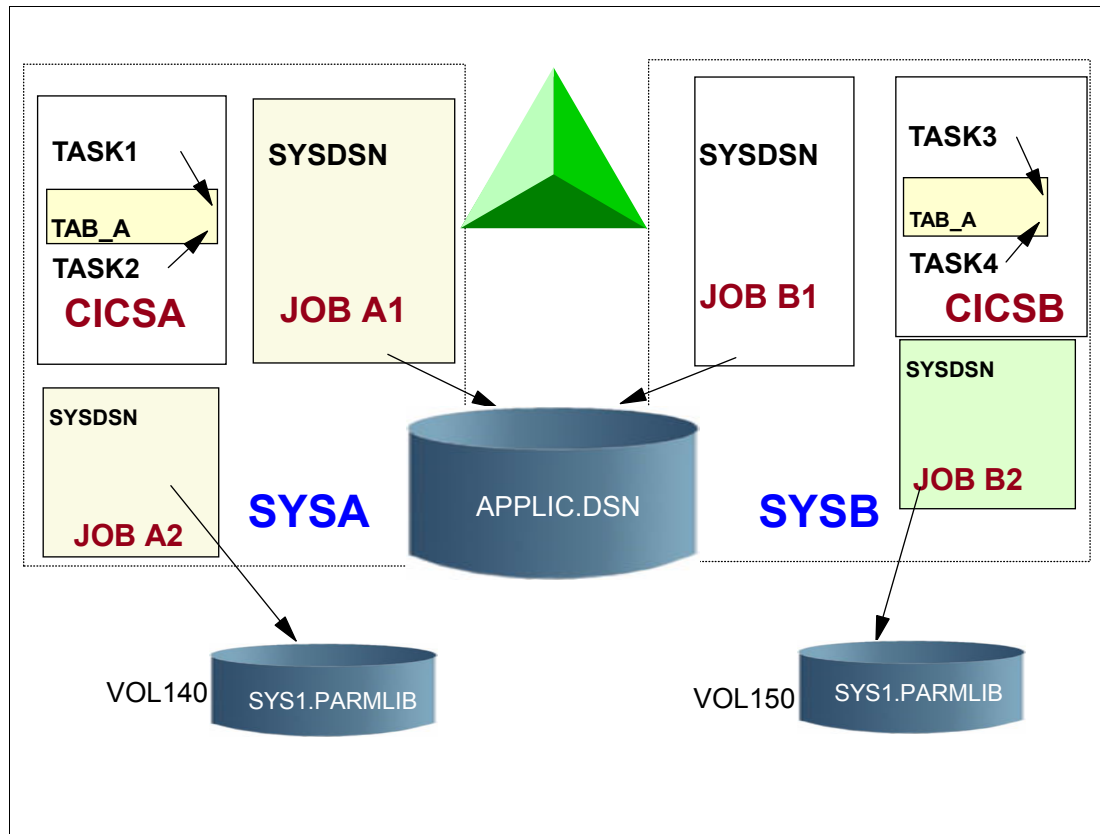 TASK1
TAB_A
TASK2
CICSA
SYSDSN
JOB A1
SYSDSN
JOB B1
TASK3
TAB_A
TASK4
CICSB
SYSDSN
JOB A2
SYSA
APPLIC.DSN
SYSB
SYSDSN
JOB B2
VOL140
SYS1.PARMLIB
VOL150
SYS1.PARMLIB